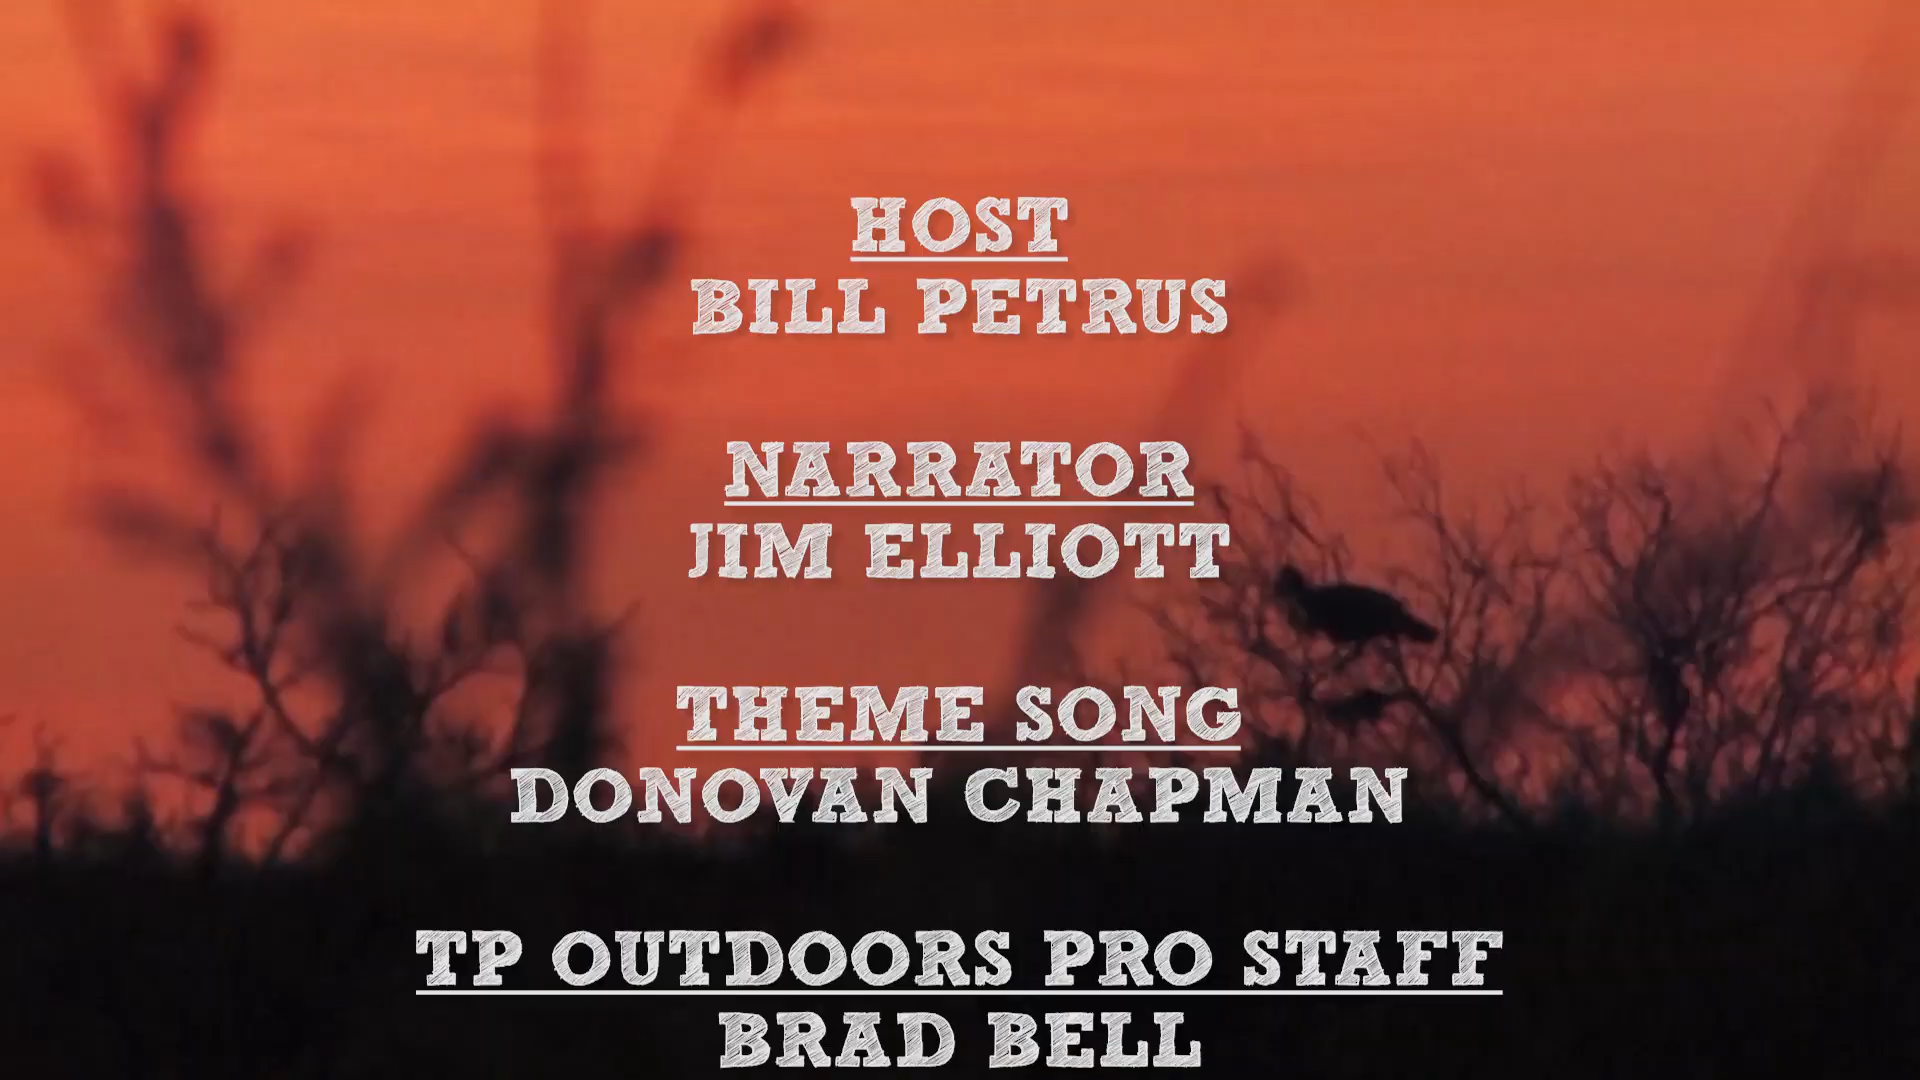 HOST
BILL PETRUS
NARRATOR
JIM ELLIOTT
THEME SONG
DONOVAN CHAPMAN
TP OUTDOORS PRO STAFF
BRAD BELL